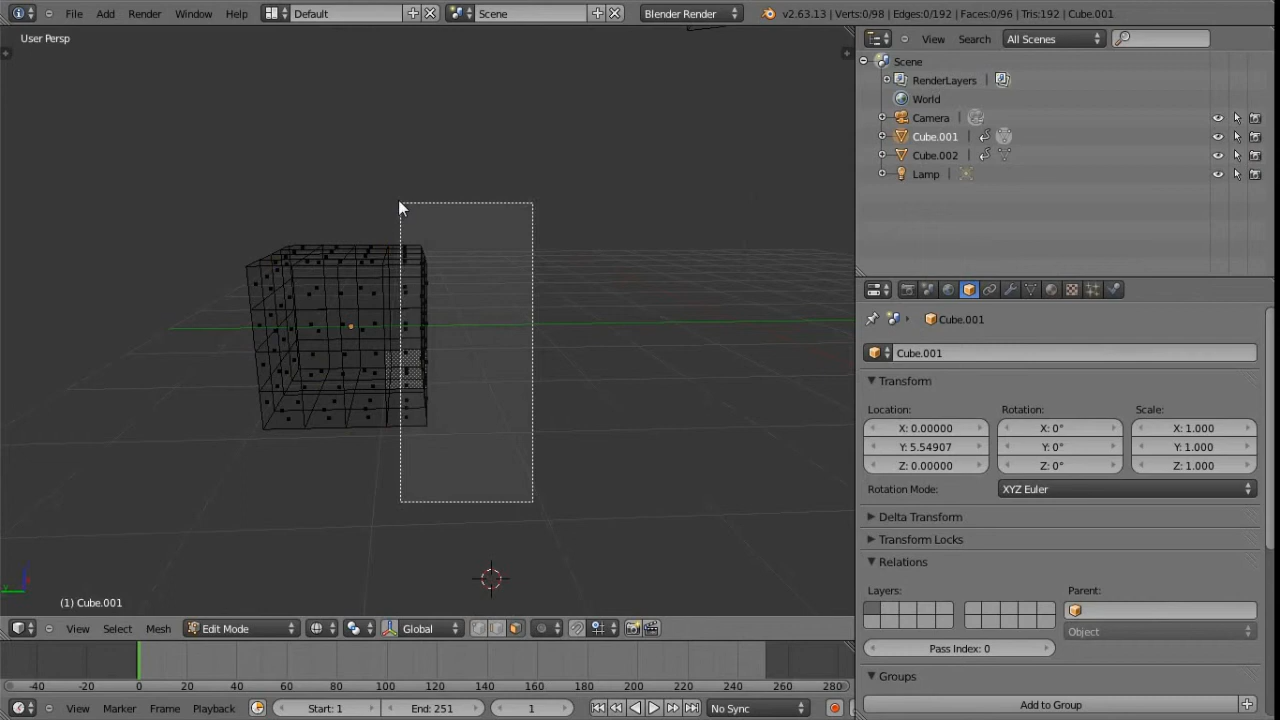 File Add Render Window Help Default Scene Blender Render v2.63.13 | Verts:0/98 | Edges:0/192 | Faces:0/96 | Tris:192 | Cube.001
User Persp
View Search All Scenes
Scene
RenderLayers
World
Camera
Cube.001
Cube.002
Lamp
Cube.001
Cube.001
Transform
Location: Rotation: Scale:
X: 0.00000 X: 0° X: 1.000
Y: 5.54907 Y: 0° Y: 1.000
Z: 0.00000 Z: 0° Z: 1.000
Rotation Mode: XYZ Euler
Delta Transform
Transform Locks
Relations
Layers: Parent:
Object
Pass Index: 0
Groups
Add to Group
(1) Cube.001
View Select Mesh Edit Mode Global
-40 -20 0 20 40 60 80 100 120 140 160 180 200 220 240 260 280
View Marker Frame Playback Start: 1 End: 251 1 No Sync